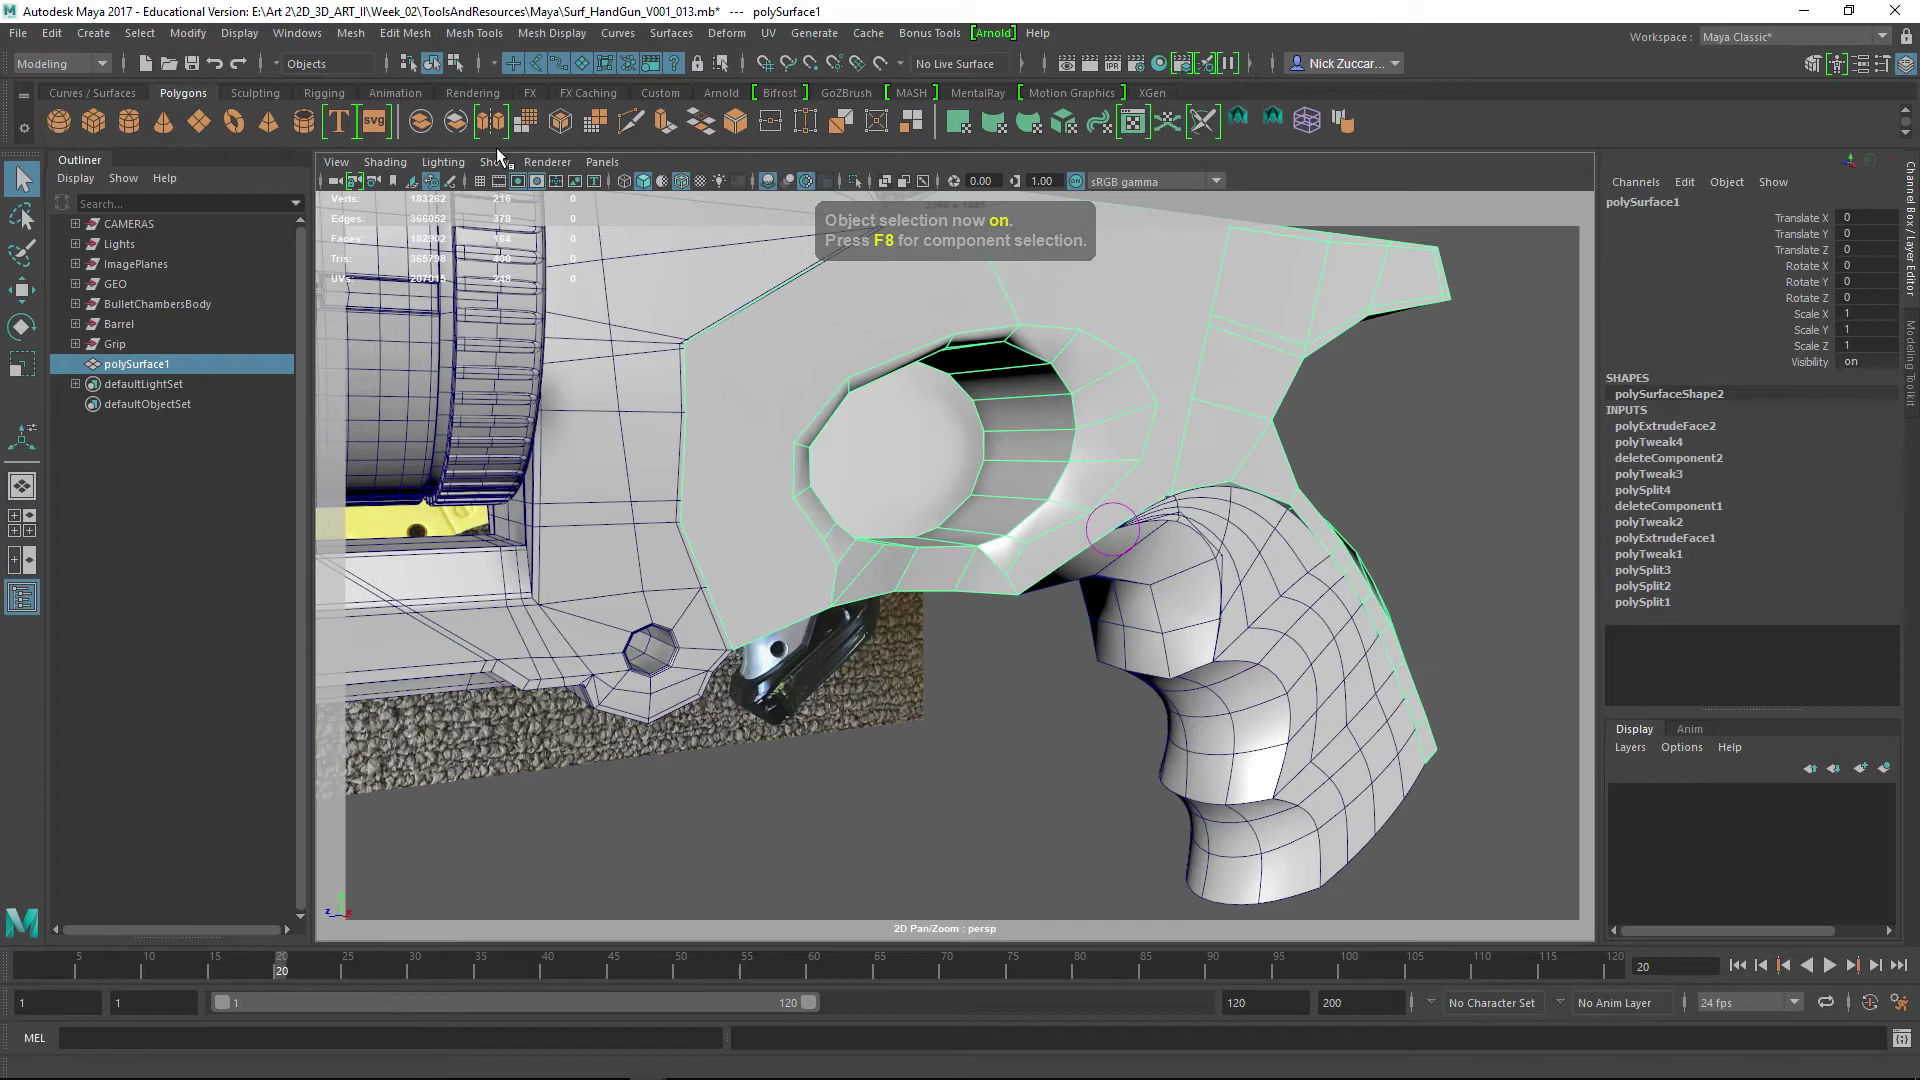 Autodesk Maya 2017 - Educational Version: E:\Art 2\2D_3D_ART_II\Week_02\ToolsAndResources\Maya\Surf_HandGun_V001_013.mb* --- polySurface1
File Edit Create Select Modify Display Windows Mesh Edit Mesh Mesh Tools Mesh Display Curves Surfaces Deform UV Generate Cache Bonus Tools [Arnold] Help
Workspace : Maya Classic*
Modeling Objects No Live Surface Nick Zuccar...
Curves / Surfaces Polygons Sculpting Rigging Animation Rendering FX FX Caching Custom Arnold Bifrost GoZBrush MASH MentalRay Motion Graphics XGen
T svg IPR
Outliner
Display Show Help
Search...
CAMERAS
Lights
ImagePlanes
GEO
BulletChambersBody
Barrel
Grip
polySurface1
defaultLightSet
defaultObjectSet
View Shading Lighting Renderer Panels
0.00 1.00 ON sRGB gamma
Verts: 183262 216 0
Edges: 366052 379 0
Faces: 182902 164 0
Tris: 365798 400 0
UVs: 207015 248 0
Object selection now on.
Press F8 for component selection.
2D Pan/Zoom : persp
Channels Edit Object Show
polySurface1
Translate X 0
Translate Y 0
Translate Z 0
Rotate X 0
Rotate Y 0
Rotate Z 0
Scale X 1
Scale Y 1
Scale Z 1
Visibility on
SHAPES
polySurfaceShape2
INPUTS
polyExtrudeFace2
polyTweak4
deleteComponent2
polyTweak3
polySplit4
deleteComponent1
polyTweak2
polyExtrudeFace1
polyTweak1
polySplit3
polySplit2
polySplit1
Display Anim
Layers Options Help
Channel Box / Layer Editor
Modeling Toolkit
5 10 15 20 25 30 35 40 45 50 55 60 65 70 75 80 85 90 95 100 105 110 115 120
20
20
1 1 1 120 120 200 No Character Set No Anim Layer 24 fps
MEL